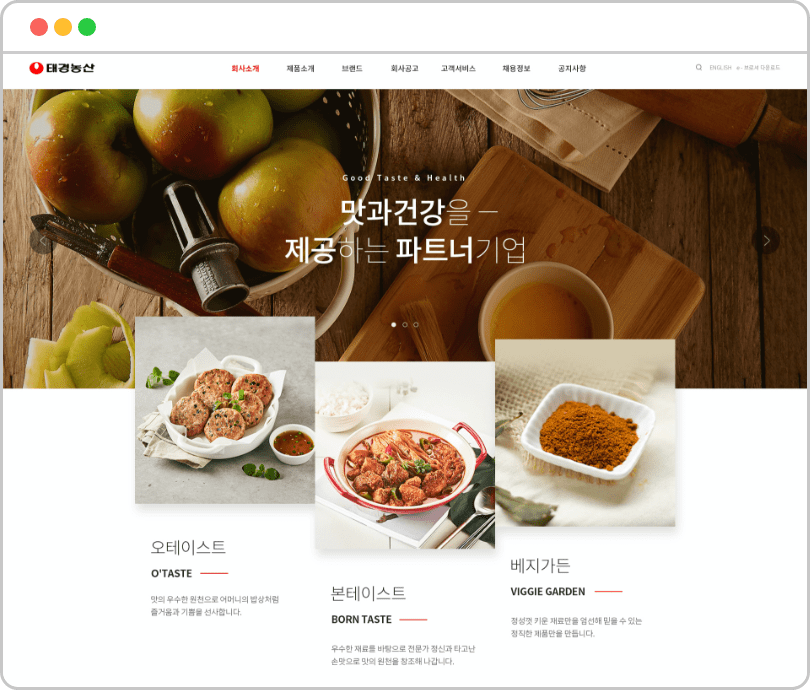 태경농산
회사소개 제품소개 브랜드 회사공고 고객서비스 채용정보 공지사항
ENGLISH e - 브로셔 다운로드
Good Taste & Health
맛과건강을 —
제공하는 파트너기업
오테이스트
O'TASTE
맛의 우수한 원천으로 어머니의 밥상처럼
즐거움과 기쁨을 선사합니다.
본테이스트
BORN TASTE
우수한 재료를 바탕으로 전문가 정신과 타고난
손맛으로 맛의 원천을 창조해 나갑니다.
베지가든
VIGGIE GARDEN
정성껏 키운 재료만을 엄선해 믿을 수 있는
정직한 제품만을 만듭니다.